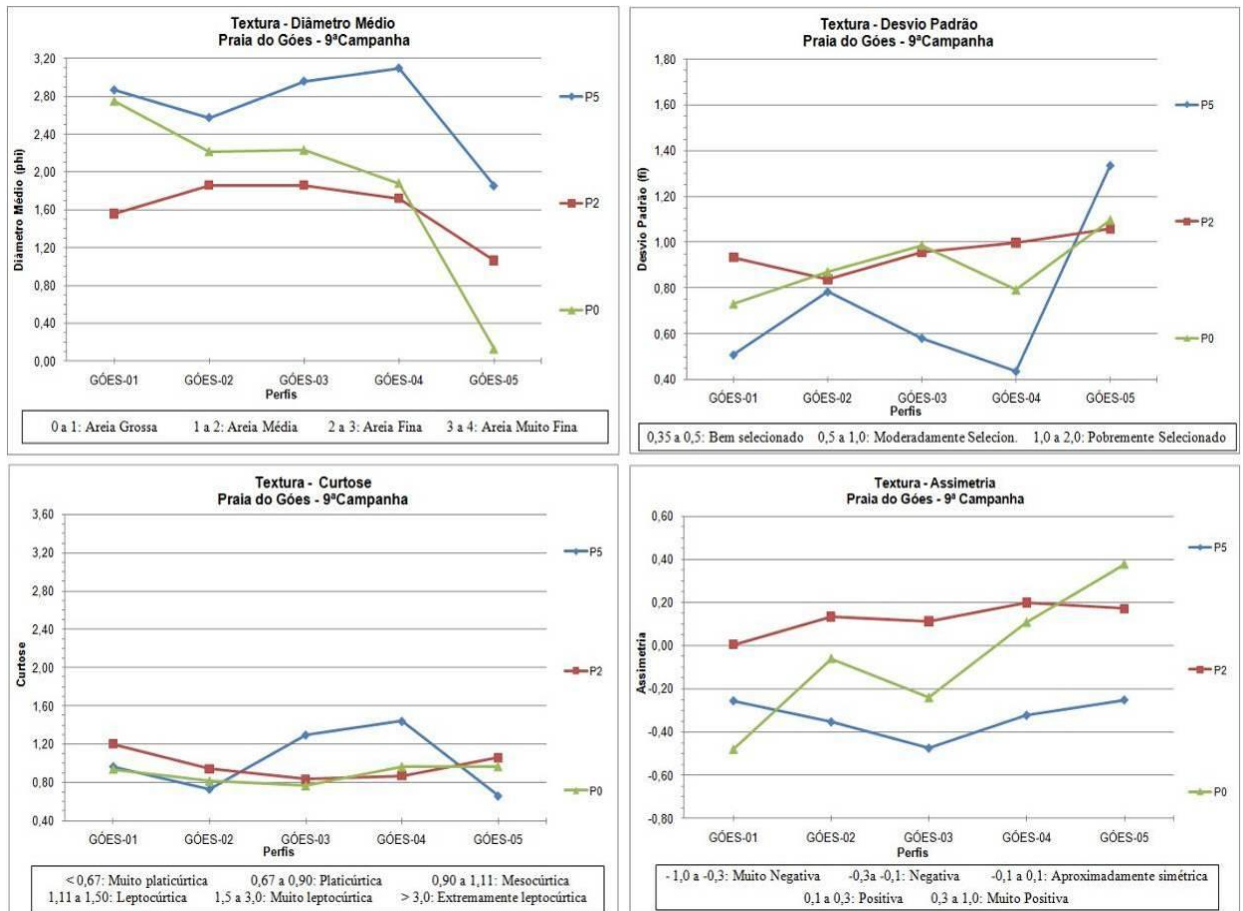 Textura - Diâmetro Médio
Praia do Góes - 9ªCampanha
3,20
2,80
2,40
2,00
1,60
1,20
0,80
0,40
0,00
Diâmetro Médio (phi)
GÓES-01 GÓES-02 GÓES-03 GÓES-04 GÓES-05
Perfis
P5
P2
P0
0 a 1: Areia Grossa 1 a 2: Areia Média 2 a 3: Areia Fina 3 a 4: Areia Muito Fina
Textura - Desvio Padrão
Praia do Góes - 9ªCampanha
1,80
1,60
1,40
1,20
1,00
0,80
0,60
0,40
Desvio Padrão (fi)
GÓES-01 GÓES-02 GÓES-03 GÓES-04 GÓES-05
Perfis
P5
P2
P0
0,35 a 0,5: Bem selecionado 0,5 a 1,0: Moderadamente Selecion. 1,0 a 2,0: Pobremente Selecionado
Textura - Curtose
Praia do Góes - 9ªCampanha
3,60
3,20
2,80
2,40
2,00
1,60
1,20
0,80
0,40
Curtose
GÓES-01 GÓES-02 GÓES-03 GÓES-04 GÓES-05
Perfis
P5
P2
P0
< 0,67: Muito platicúrtica 0,67 a 0,90: Platicúrtica 0,90 a 1,11: Mesocúrtica
1,11 a 1,50: Leptocúrtica 1,5 a 3,0: Muito leptocúrtica > 3,0: Extremamente leptocúrtica
Textura - Assimetria
Praia do Góes - 9ª Campanha
0,60
0,40
0,20
0,00
-0,20
-0,40
-0,60
-0,80
Assimetria
GÓES-01 GÓES-02 GÓES-03 GÓES-04 GÓES-05
Perfis
P5
P2
P0
- 1,0 a -0,3: Muito Negativa -0,3a -0,1: Negativa -0,1 a 0,1: Aproximadamente simétrica
0,1 a 0,3: Positiva 0,3 a 1,0: Muito Positiva